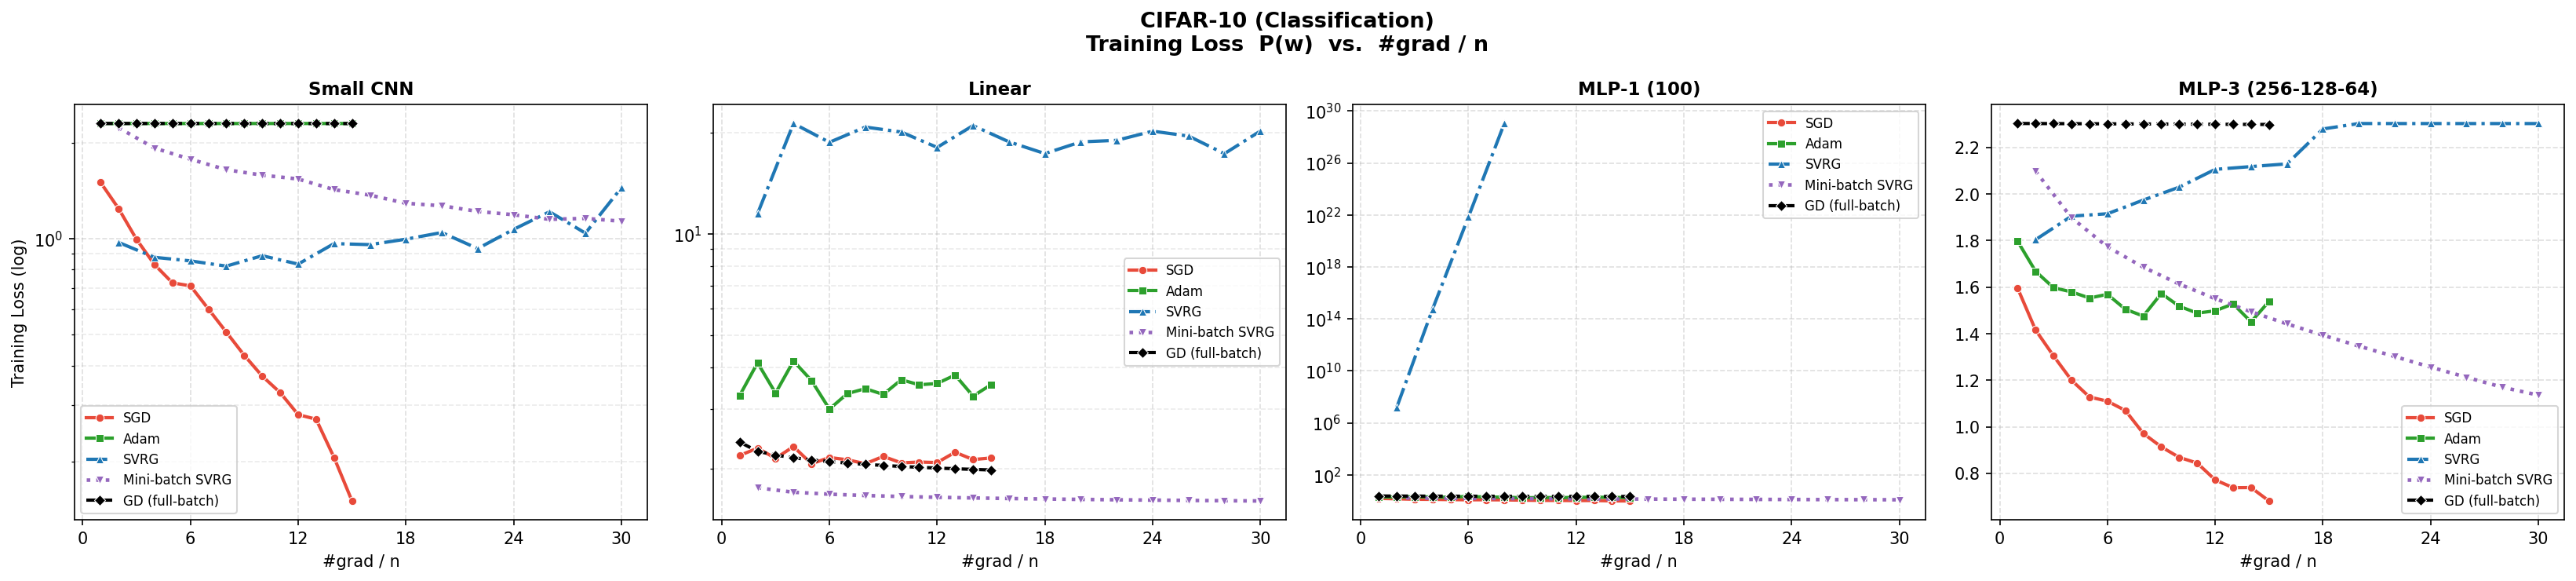 CIFAR-10 (Classification)
Training Loss P(w) vs. #grad / n
Small CNN
Training Loss (log)
10⁰
0 6 12 18 24 30
#grad / n
SGD
Adam
SVRG
Mini-batch SVRG
GD (full-batch)
Linear
10¹
0 6 12 18 24 30
#grad / n
SGD
Adam
SVRG
Mini-batch SVRG
GD (full-batch)
MLP-1 (100)
10³⁰
10²⁶
10²²
10¹⁸
10¹⁴
10¹⁰
10⁶
10²
0 6 12 18 24 30
#grad / n
SGD
Adam
SVRG
Mini-batch SVRG
GD (full-batch)
MLP-3 (256-128-64)
2.2
2.0
1.8
1.6
1.4
1.2
1.0
0.8
0 6 12 18 24 30
#grad / n
SGD
Adam
SVRG
Mini-batch SVRG
GD (full-batch)